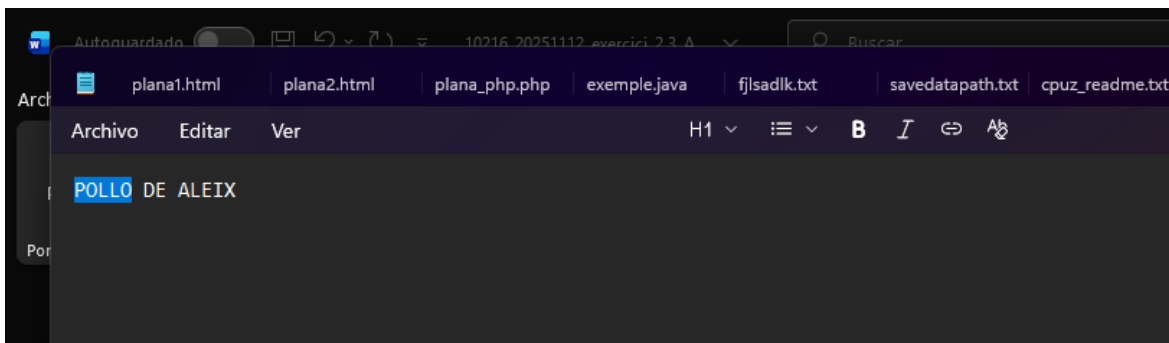 Autoguardado 10216_20251112_exercici_2.3_A Buscar
plana1.html plana2.html plana_php.php exemple.java fjlsadlk.txt savedatapath.txt cpuz_readme.txt
Arch
Archivo Editar Ver H1 B I
POLLO DE ALEIX
Por